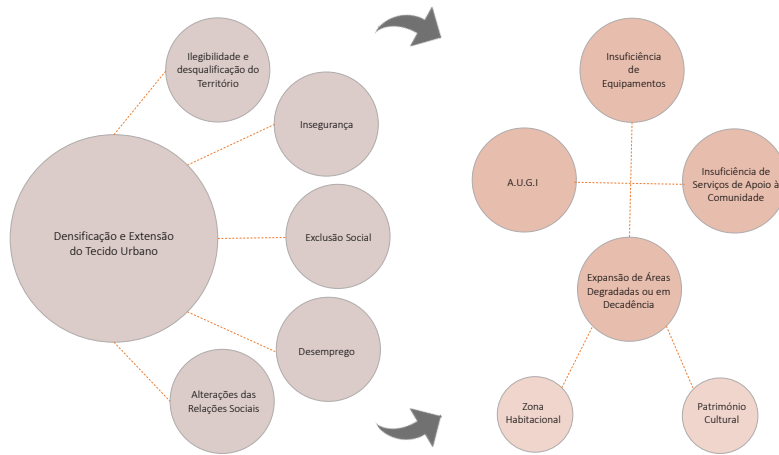 Ilegibilidade e
desqualificação do
Território
Insegurança
Densificação e Extensão
do Tecido Urbano
Exclusão Social
Desemprego
Alterações das
Relações Sociais
Insuficiência
de
Equipamentos
A.U.G.I
Insuficiência de
Serviços de Apoio à
Comunidade
Expansão de Áreas
Degradadas ou em
Decadência
Zona
Habitacional
Património
Cultural